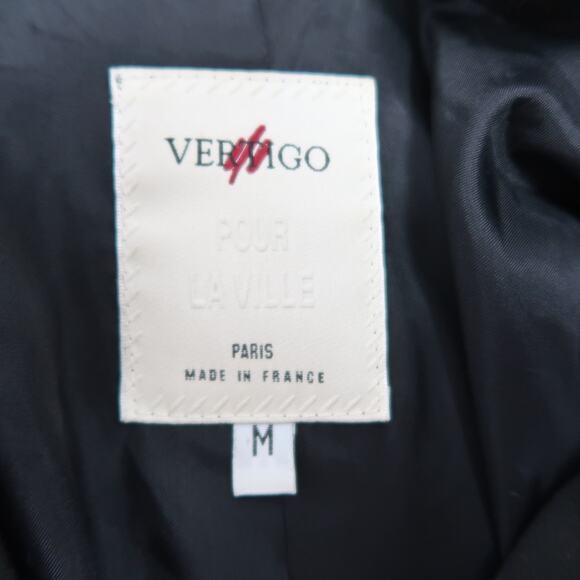 VERTIGO
POUR
LA VILLE
PARIS
MADE IN FRANCE
M